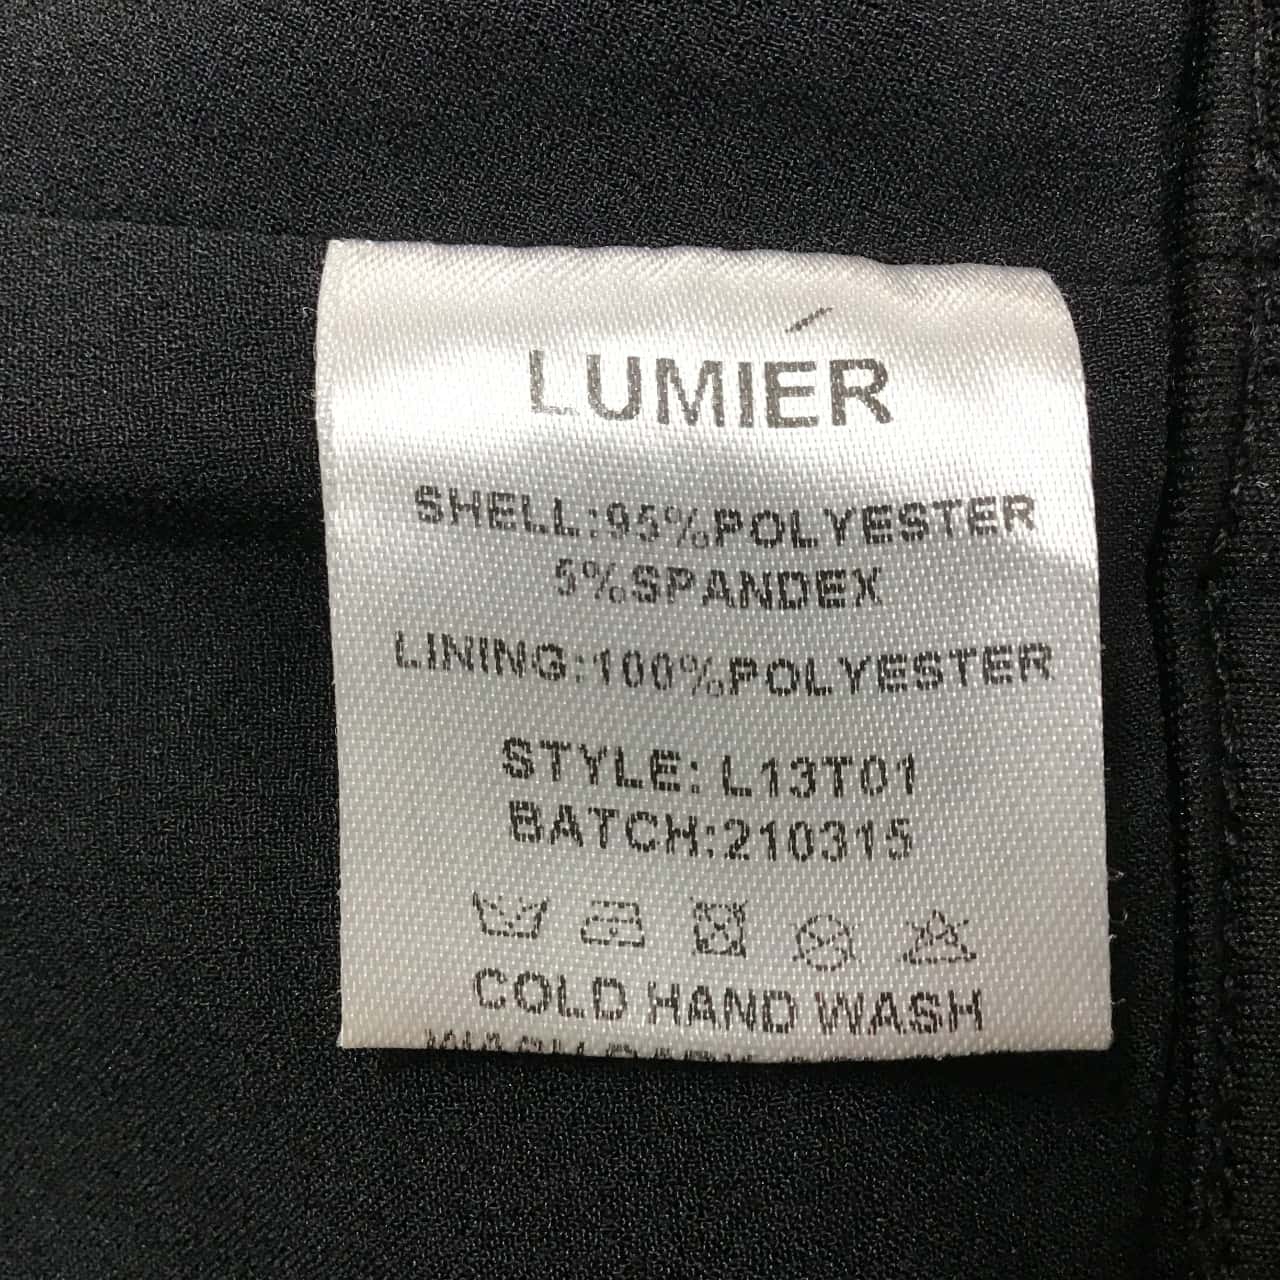 LUMIÉR
SHELL:95%POLYESTER
5%SPANDEX
LINING:100%POLYESTER
STYLE: L13T01
BATCH:210315
COLD HAND WASH